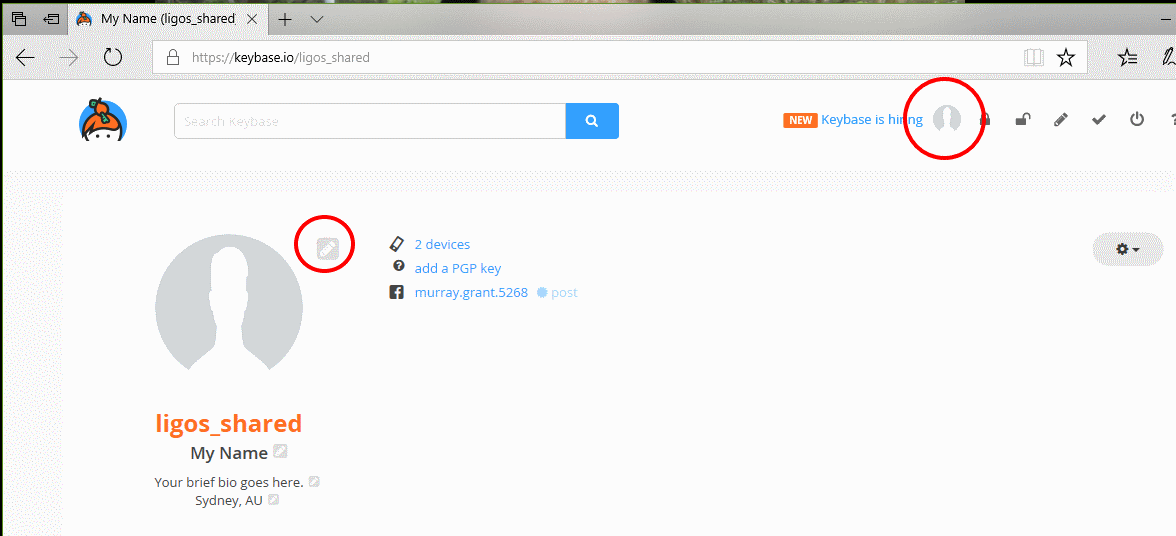 My Name (ligos_shared)
https://keybase.io/ligos_shared
Search Keybase
NEW Keybase is hiring
2 devices
add a PGP key
murray.grant.5268 post
ligos_shared
My Name
Your brief bio goes here.
Sydney, AU